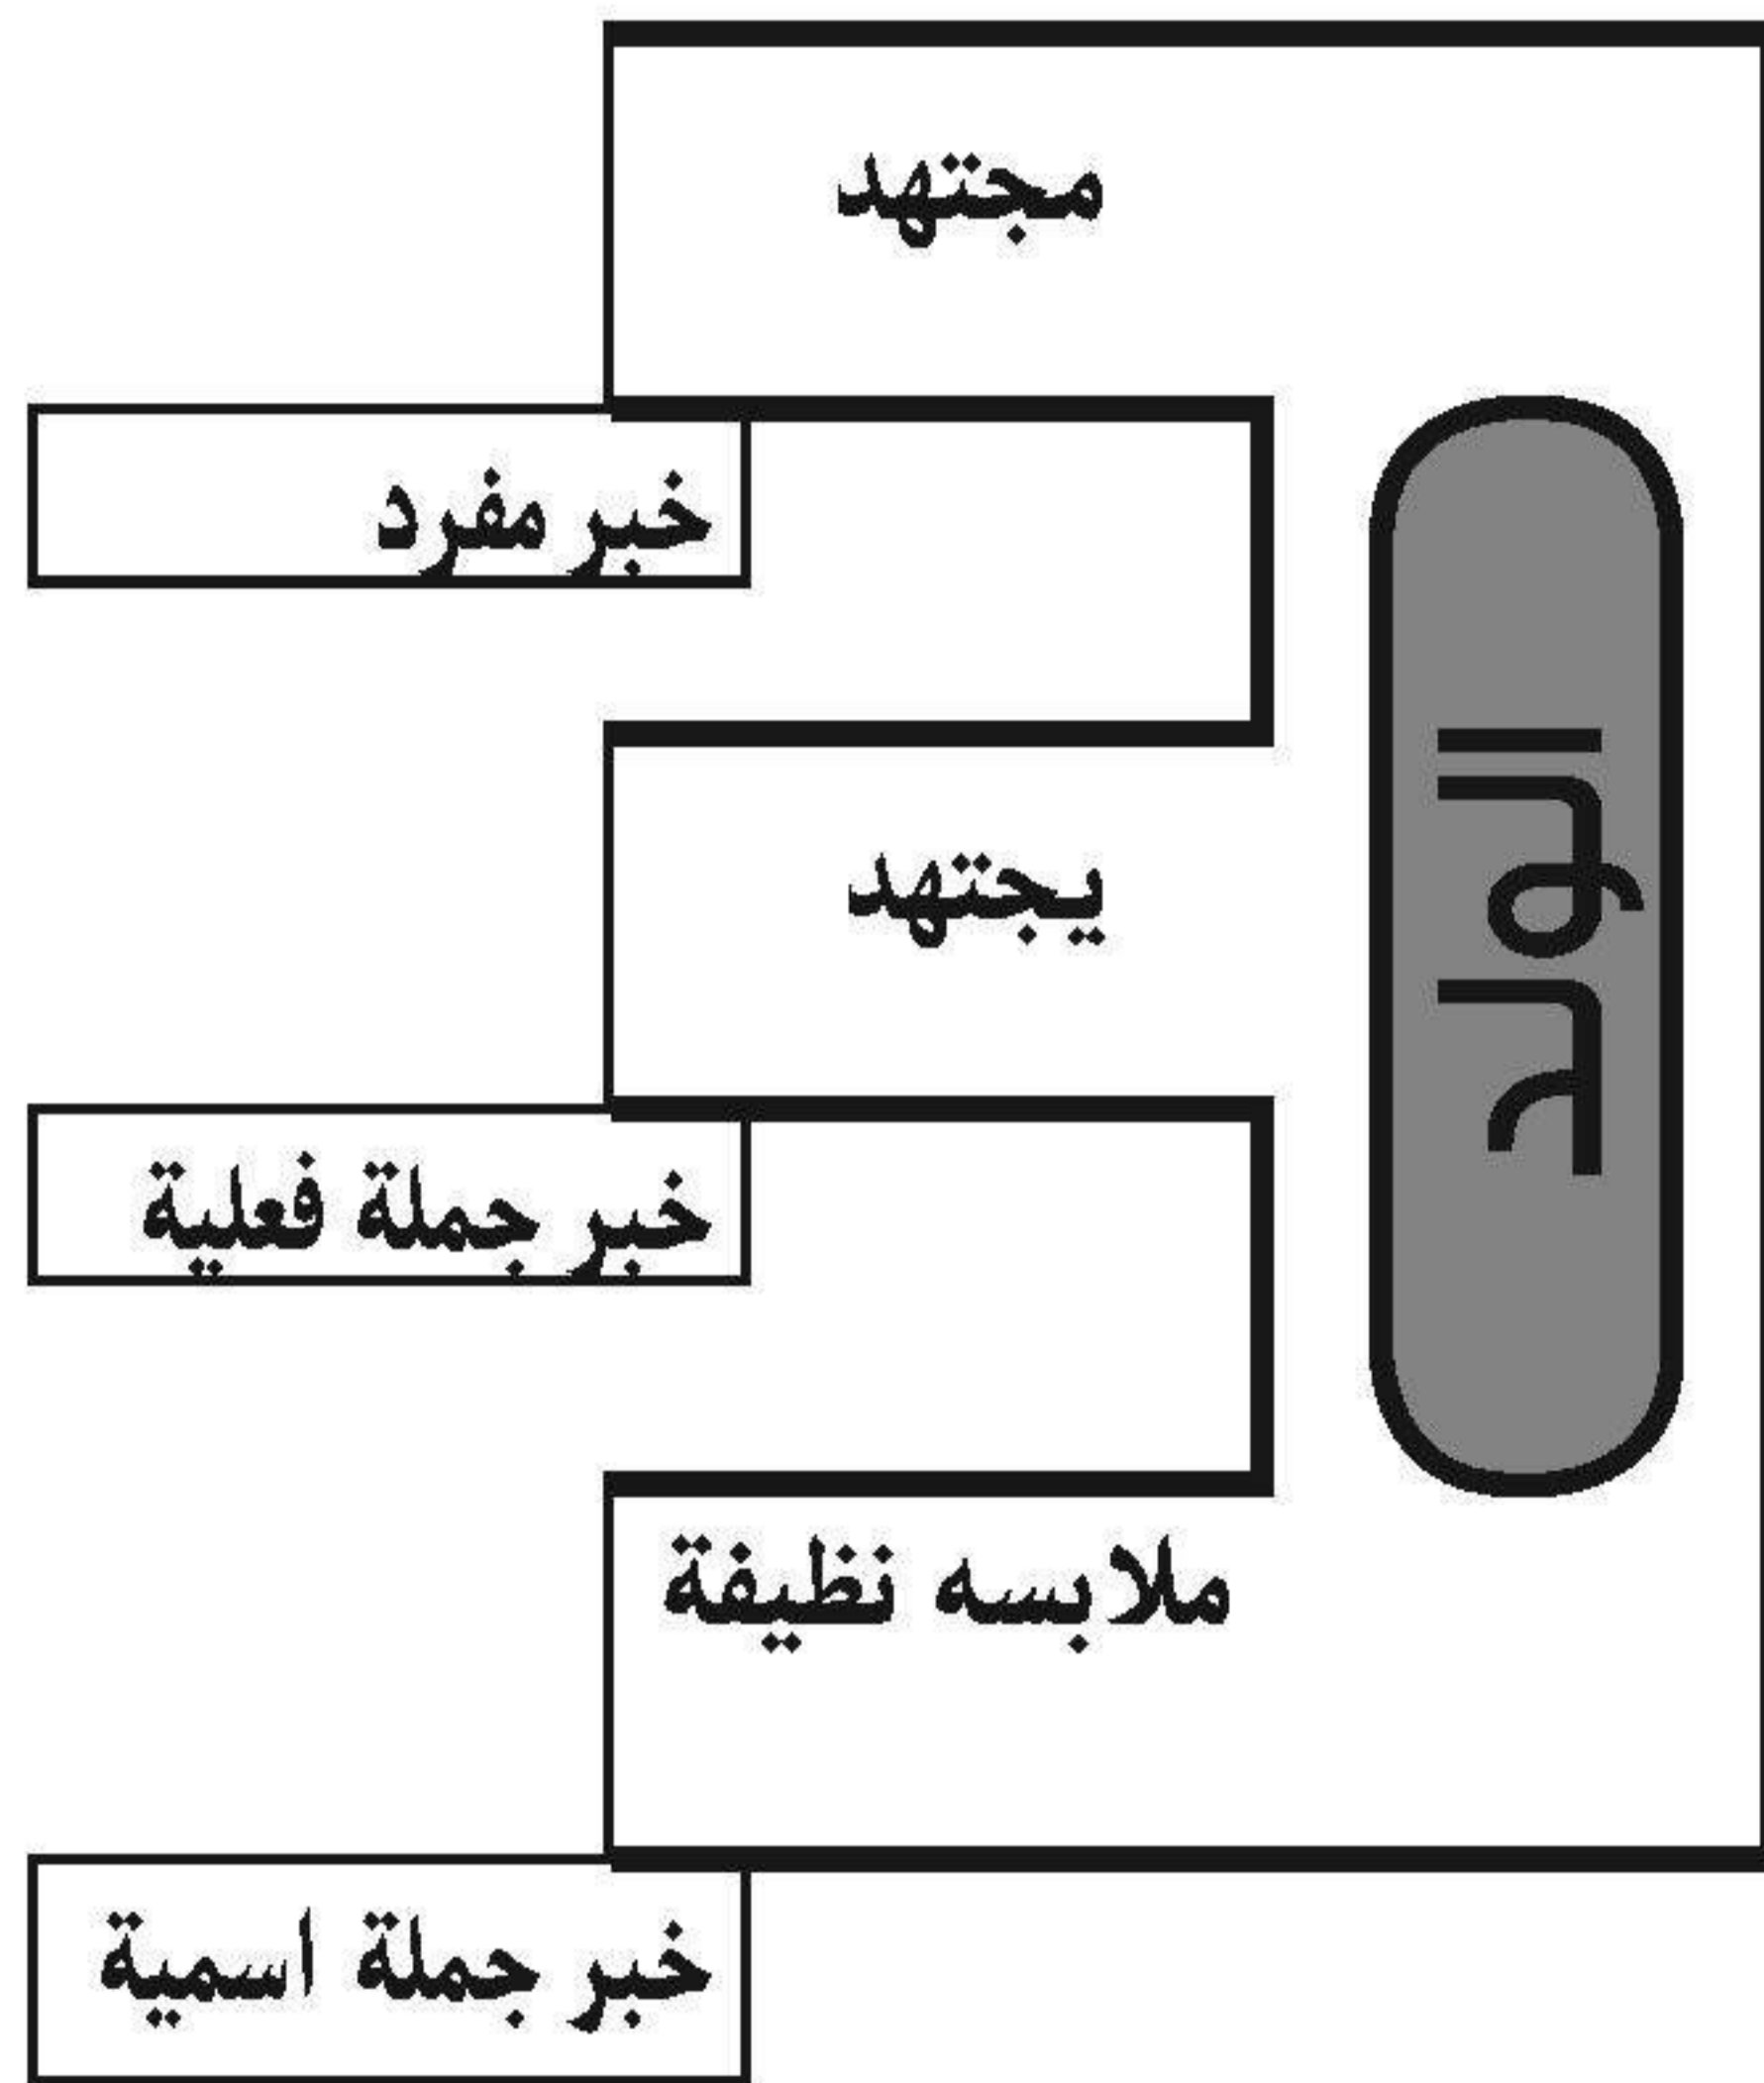 الولد
مجتهد
خبر مفرد
يجتهد
خبر جملة فعلية
ملابسه نظيفة
خبر جملة اسمية